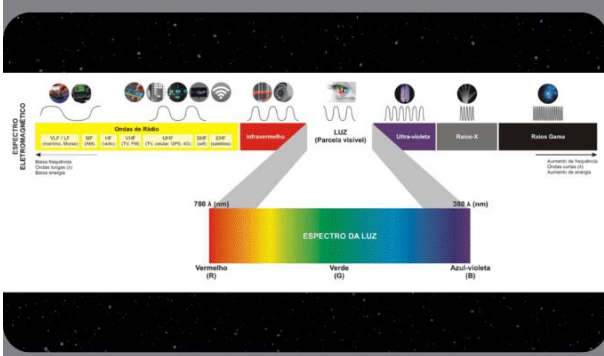 ESPECTRO
ELETROMAGNÉTICO
Ondas de Rádio
VLF / LF
(marítmo, Morse)
MF
(AM)
HF
(rádio)
VHF
(TV, FM)
UHF
(TV, celular, GPS, 4G)
SHF
(wifi)
EHF
(satélites)
Infravermelho
LUZ
(Parcela visível)
Ultra-violeta
Raios-X
Raios Gama
Baixa frequência
Ondas longas (λ)
Baixa energia
Aumento de frequência
Ondas curtas (λ)
Aumento de energia
780 λ (nm)
380 λ (nm)
ESPECTRO DA LUZ
Vermelho
(R)
Verde
(G)
Azul-violeta
(B)